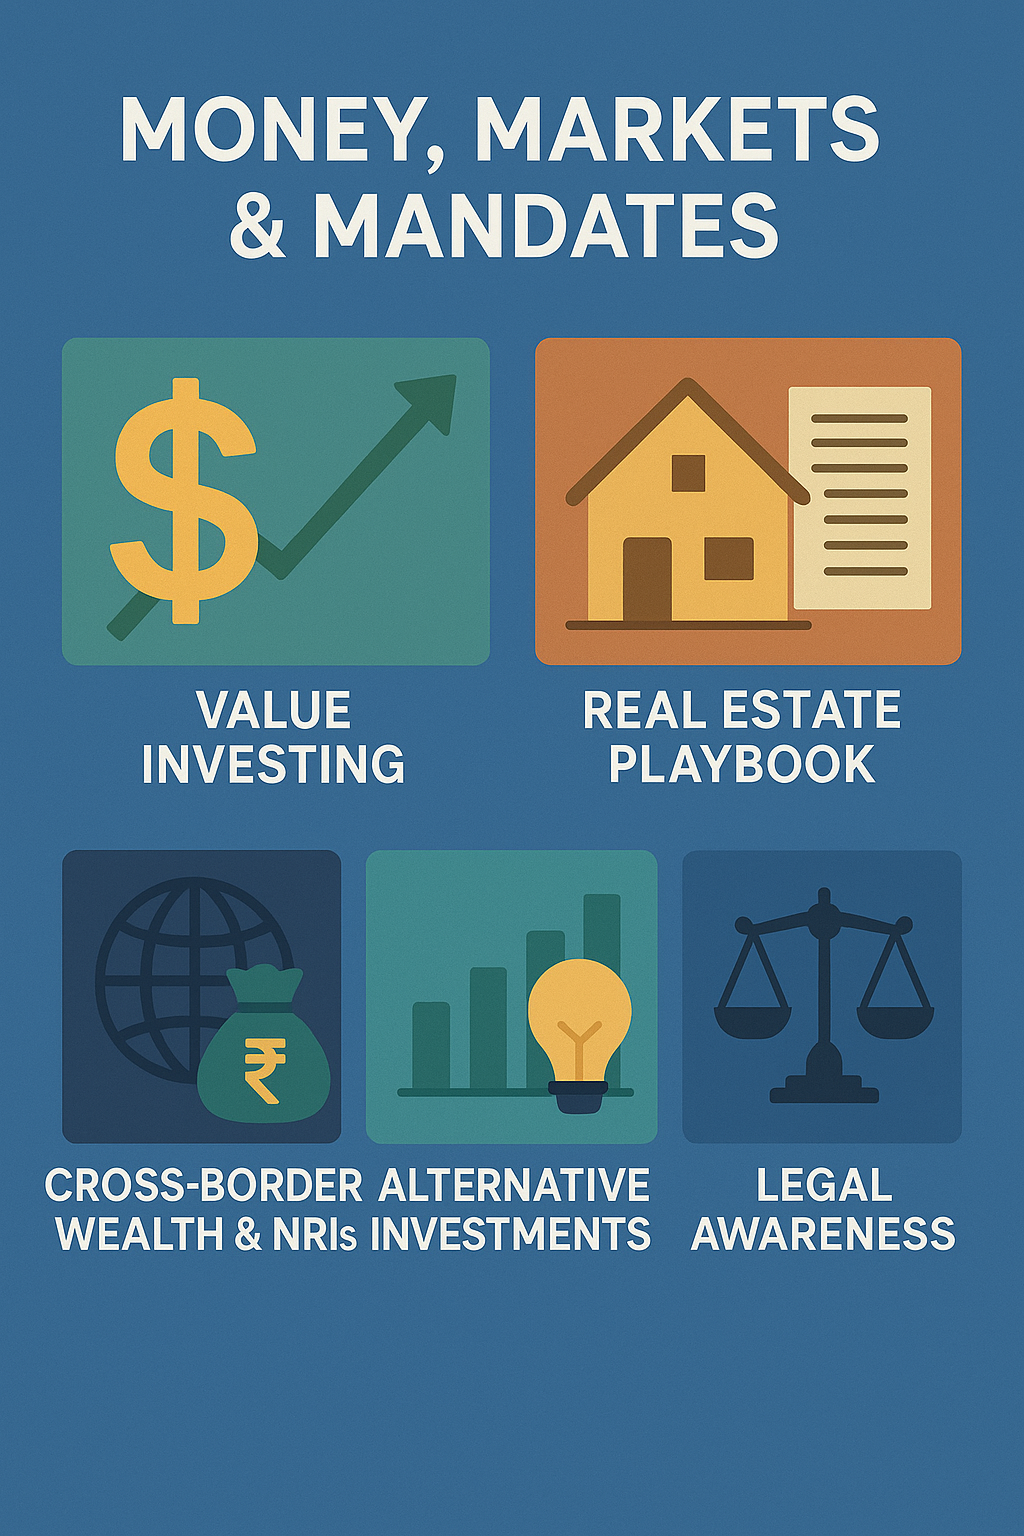 MONEY, MARKETS
& MANDATES
$
VALUE
INVESTING
REAL ESTATE
PLAYBOOK
₹
CROSS-BORDER
WEALTH & NRIs
ALTERNATIVE
INVESTMENTS
LEGAL
AWARENESS